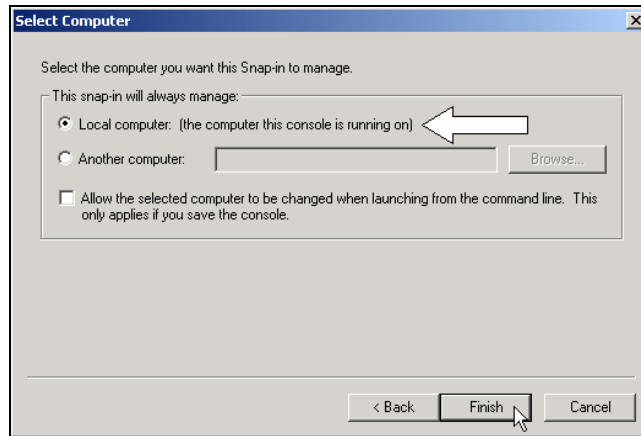 Select Computer
Select the computer you want this Snap-in to manage.
This snap-in will always manage:
Local computer: (the computer this console is running on)
Another computer:
Browse...
Allow the selected computer to be changed when launching from the command line. This
only applies if you save the console.
< Back
Finish
Cancel